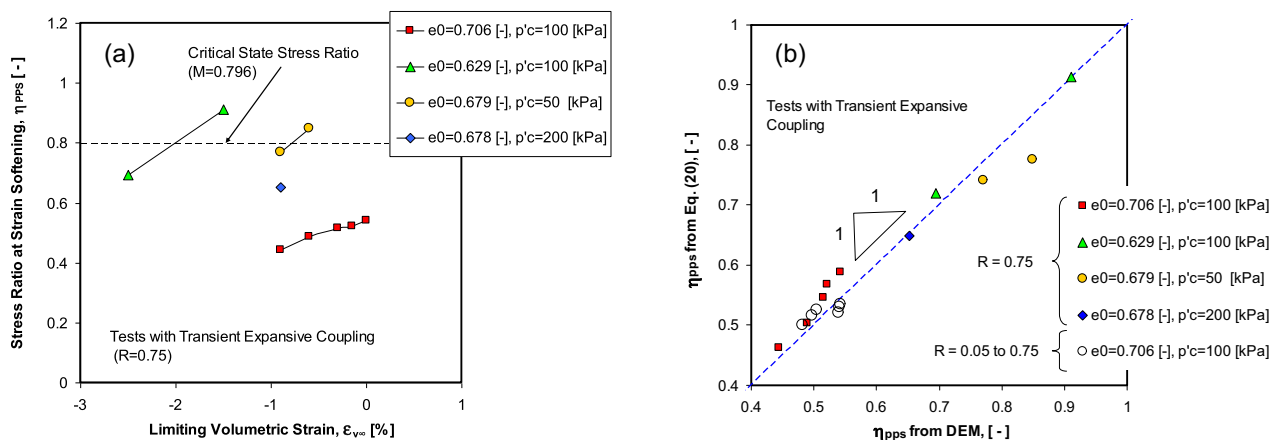 (a)
Critical State Stress Ratio
(M=0.796)
e0=0.706 [-], p'c=100 [kPa]
e0=0.629 [-], p'c=100 [kPa]
e0=0.679 [-], p'c=50 [kPa]
e0=0.678 [-], p'c=200 [kPa]
Tests with Transient Expansive Coupling
(R=0.75)
Stress Ratio at Strain Softening, ηPPS [ - ]
1.2
1
0.8
0.6
0.4
0.2
0
-3
-2
-1
0
1
Limiting Volumetric Strain, εv∞ [%]
(b)
Tests with Transient Expansive
Coupling
1
1
R = 0.75
e0=0.706 [-], p'c=100 [kPa]
e0=0.629 [-], p'c=100 [kPa]
e0=0.679 [-], p'c=50 [kPa]
e0=0.678 [-], p'c=200 [kPa]
R = 0.05 to 0.75
e0=0.706 [-], p'c=100 [kPa]
ηpps from Eq. (20), [ - ]
1
0.9
0.8
0.7
0.6
0.5
0.4
0.4
0.5
0.6
0.7
0.8
0.9
1
ηpps from DEM, [ - ]